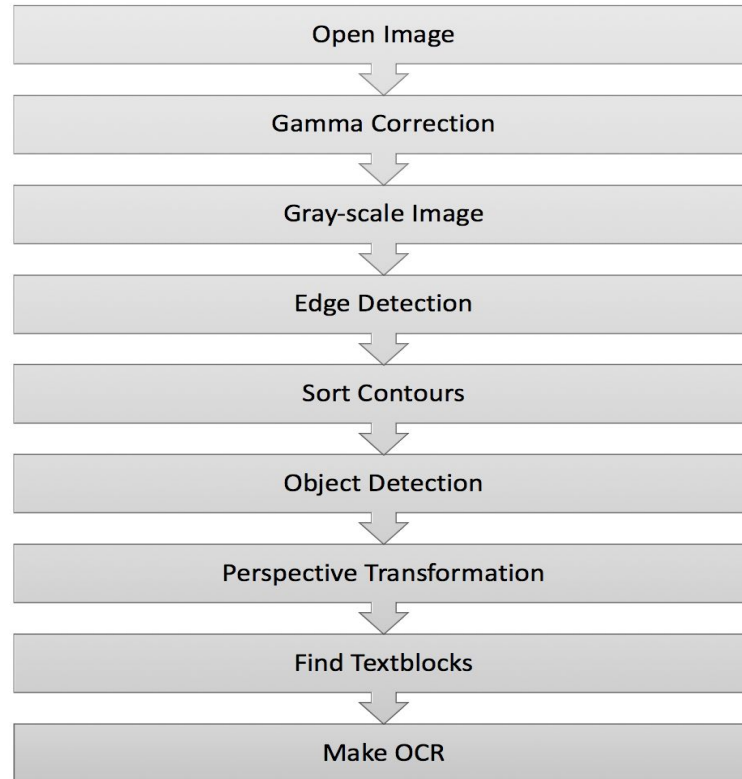 Open Image
Gamma Correction
Gray-scale Image
Edge Detection
Sort Contours
Object Detection
Perspective Transformation
Find Textblocks
Make OCR